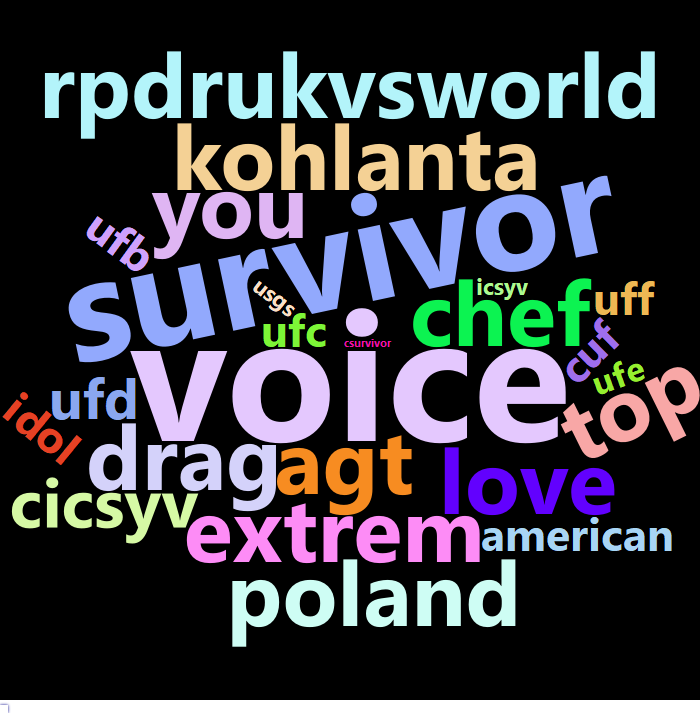 rpdrukvsworld
kohlanta
you
ufb
survivor
usgs
icsyv
chef
uff
ufc
csurvivor
cuf
voice
ufe
ufd
top
idol
drag
agt
love
cicsyv
extrem
american
poland